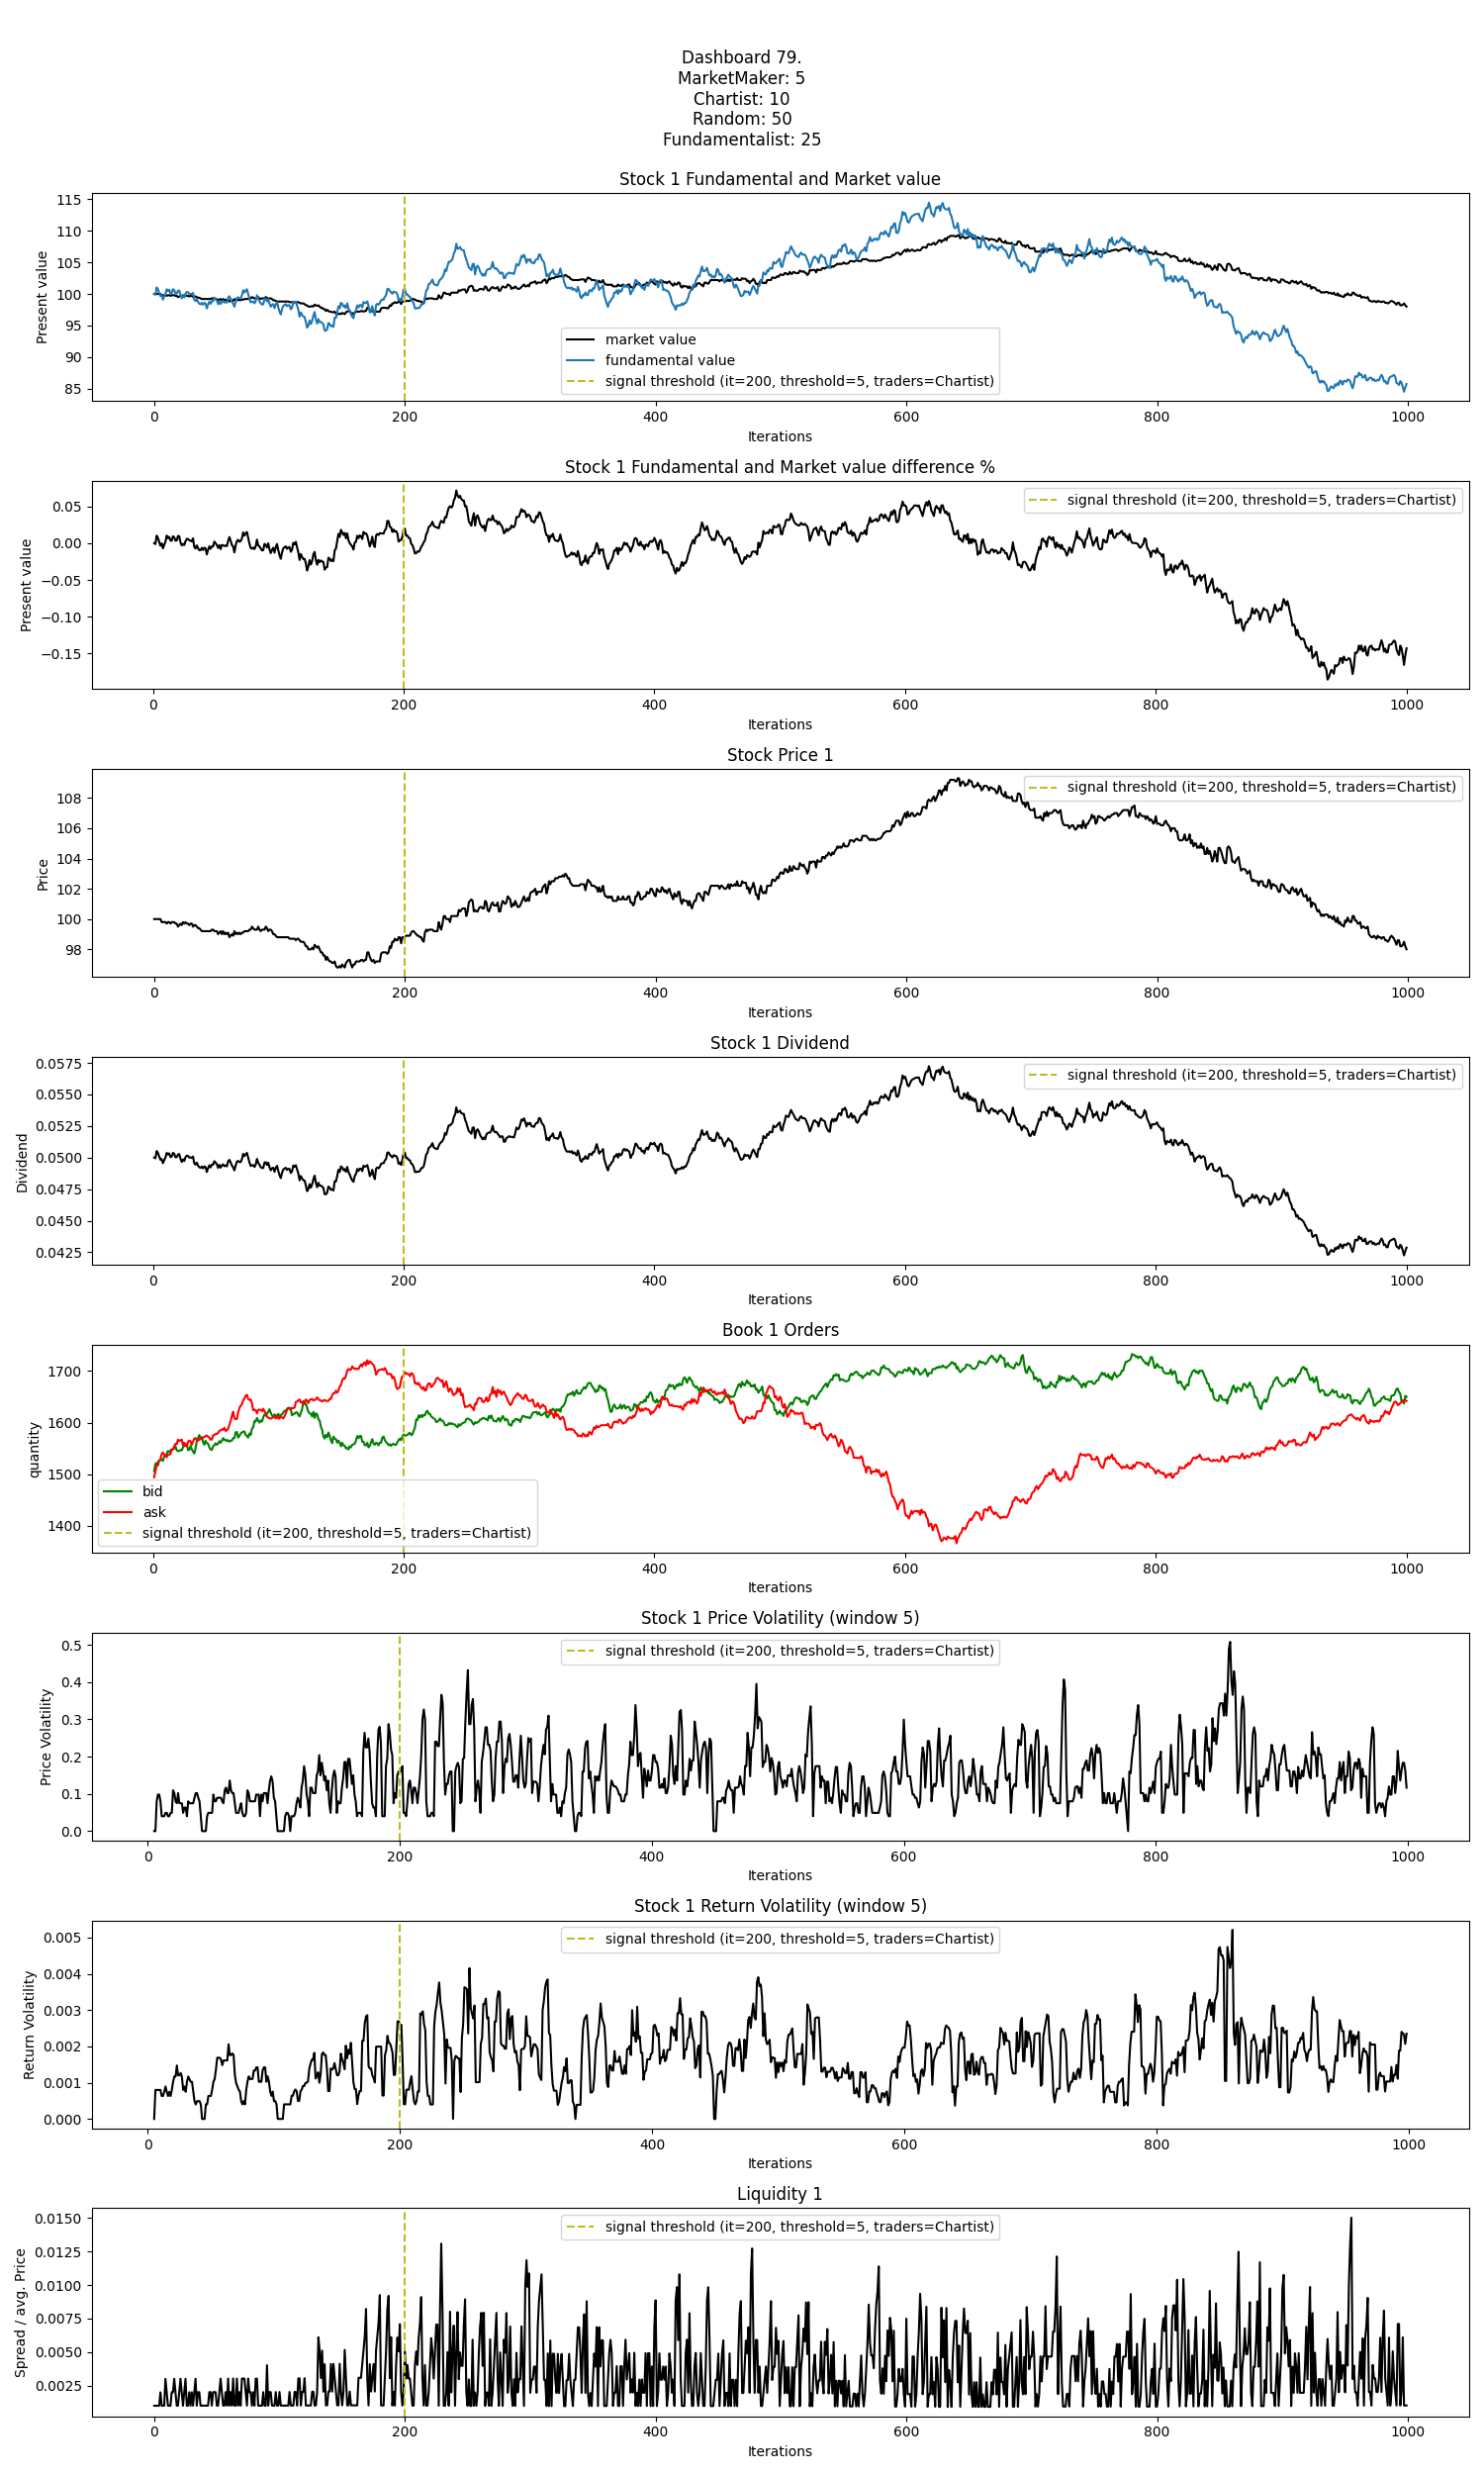 Dashboard 79.
MarketMaker: 5
Chartist: 10
Random: 50
Fundamentalist: 25
Stock 1 Fundamental and Market value
115
110
105
100
95
90
85
Present value
market value
fundamental value
signal threshold (it=200, threshold=5, traders=Chartist)
0 200 400 600 800 1000
Iterations
Stock 1 Fundamental and Market value difference %
signal threshold (it=200, threshold=5, traders=Chartist)
0.05
0.00
−0.05
−0.10
−0.15
Present value
0 200 400 600 800 1000
Iterations
Stock Price 1
signal threshold (it=200, threshold=5, traders=Chartist)
108
106
104
102
100
98
Price
0 200 400 600 800 1000
Iterations
Stock 1 Dividend
signal threshold (it=200, threshold=5, traders=Chartist)
0.0575
0.0550
0.0525
0.0500
0.0475
0.0450
0.0425
Dividend
0 200 400 600 800 1000
Iterations
Book 1 Orders
1700
1600
1500
1400
quantity
bid
ask
signal threshold (it=200, threshold=5, traders=Chartist)
0 200 400 600 800 1000
Iterations
Stock 1 Price Volatility (window 5)
signal threshold (it=200, threshold=5, traders=Chartist)
0.5
0.4
0.3
0.2
0.1
0.0
Price Volatility
0 200 400 600 800 1000
Iterations
Stock 1 Return Volatility (window 5)
signal threshold (it=200, threshold=5, traders=Chartist)
0.005
0.004
0.003
0.002
0.001
0.000
Return Volatility
0 200 400 600 800 1000
Iterations
Liquidity 1
signal threshold (it=200, threshold=5, traders=Chartist)
0.0150
0.0125
0.0100
0.0075
0.0050
0.0025
Spread / avg. Price
0 200 400 600 800 1000
Iterations